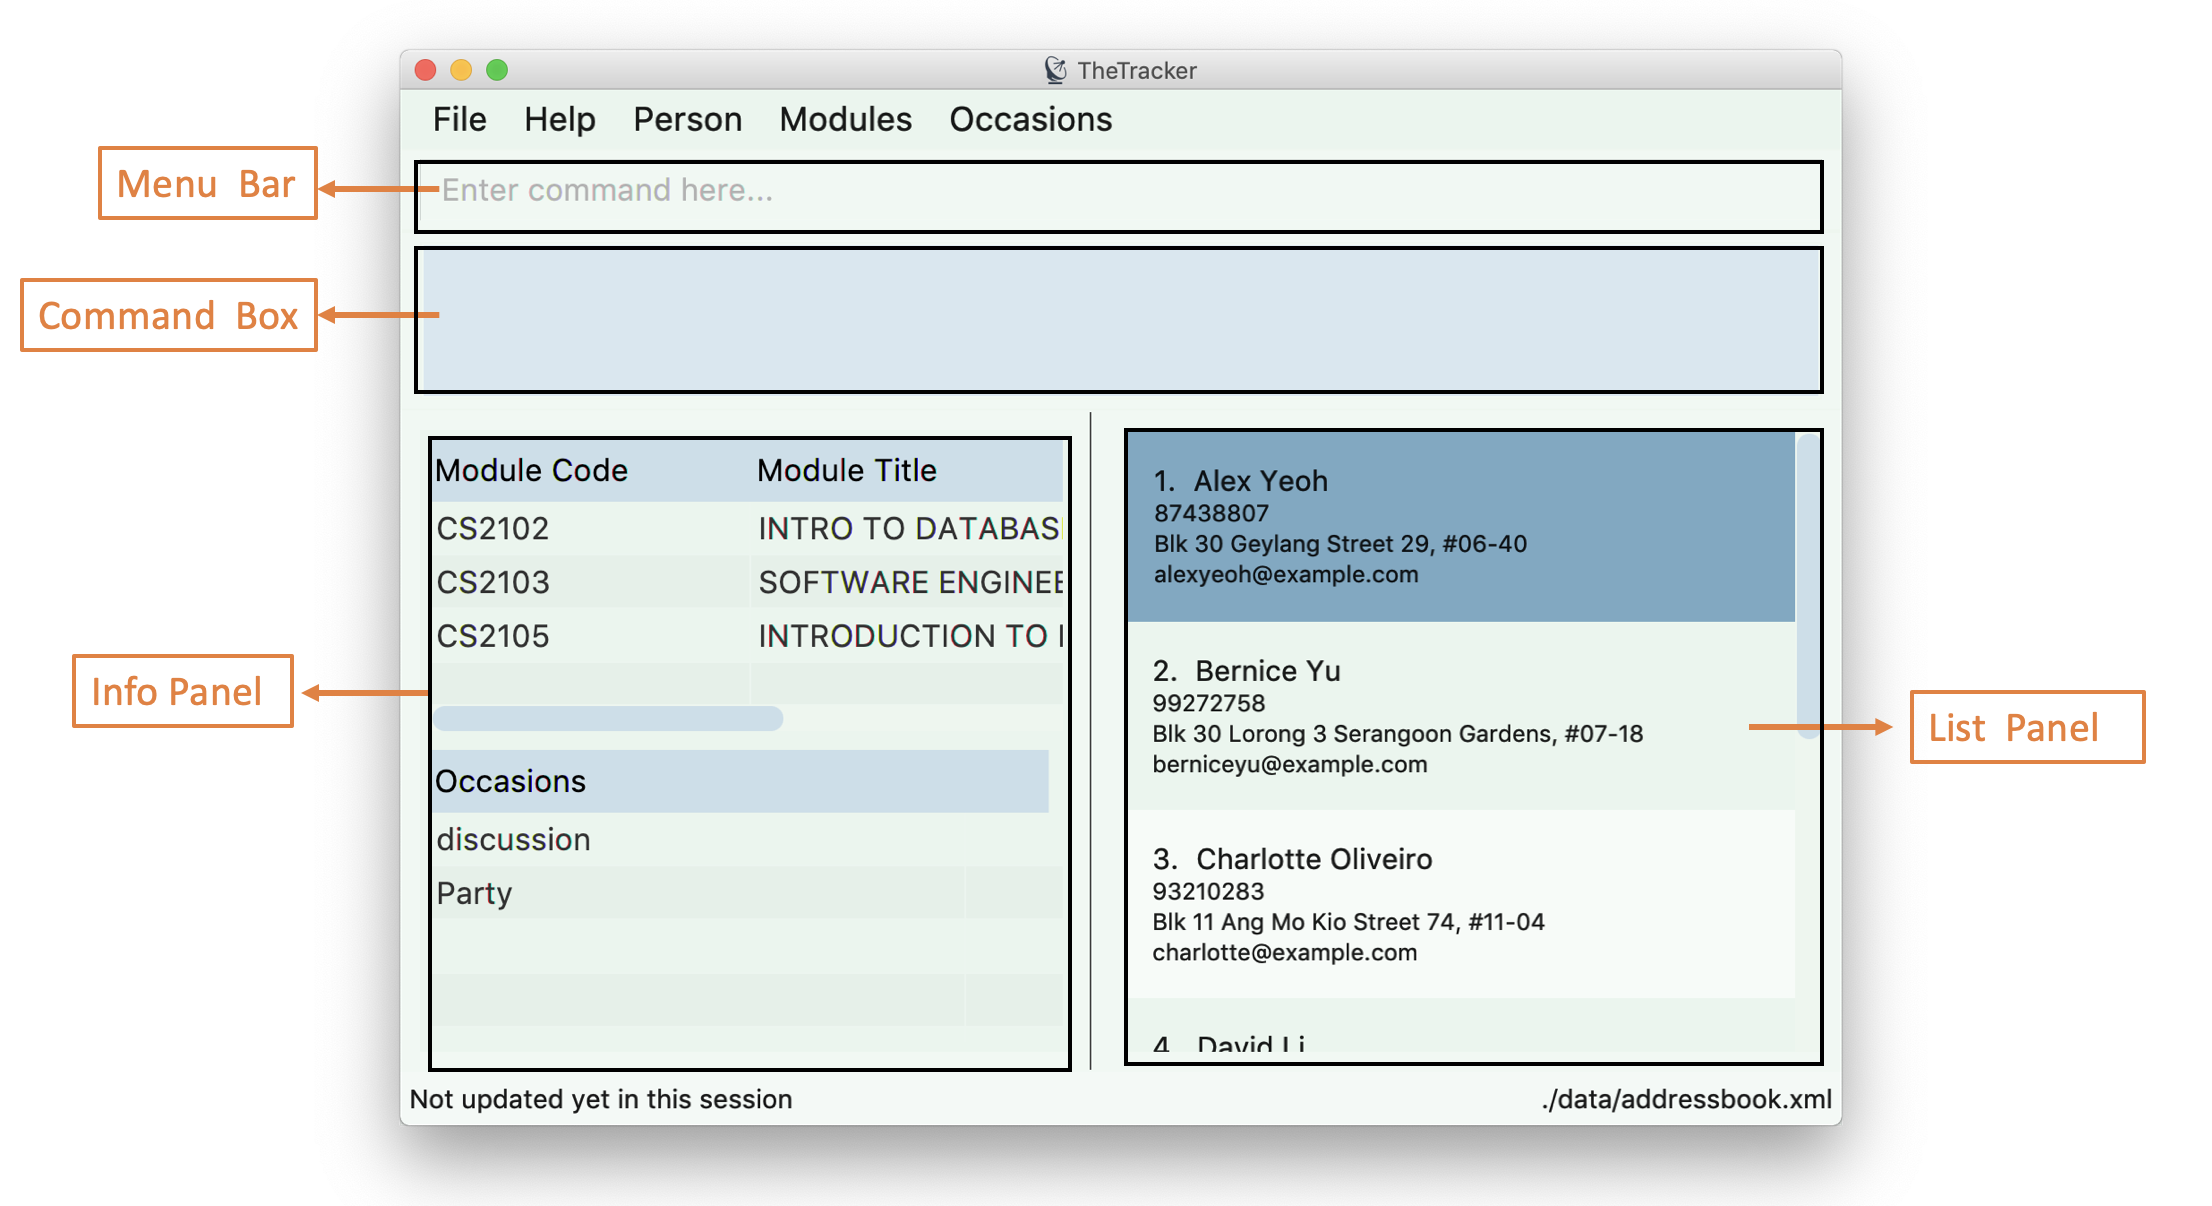 TheTracker
File Help Person Modules Occasions
Menu Bar
Enter command here...
Command Box
Module Code Module Title
CS2102 INTRO TO DATABAS
CS2103 SOFTWARE ENGINEE
CS2105 INTRODUCTION TO
Info Panel
Occasions
discussion
Party
1. Alex Yeoh
87438807
Blk 30 Geylang Street 29, #06-40
alexyeoh@example.com
2. Bernice Yu
99272758
Blk 30 Lorong 3 Serangoon Gardens, #07-18
berniceyu@example.com
List Panel
3. Charlotte Oliveiro
93210283
Blk 11 Ang Mo Kio Street 74, #11-04
charlotte@example.com
4. David Li
Not updated yet in this session
./data/addressbook.xml